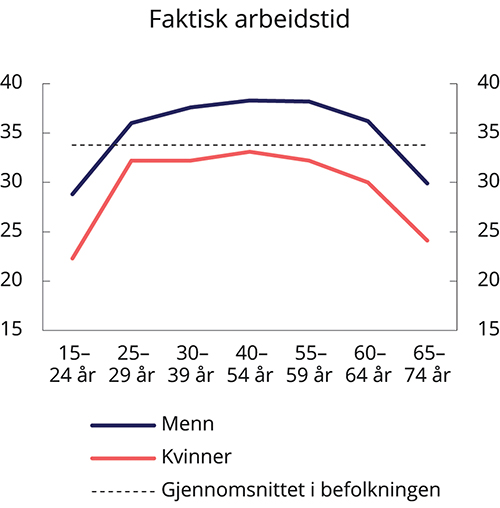 Faktisk arbeidstid
40 40
35 35
30 30
25 25
20 20
15 15
15– 25– 30– 40– 55– 60– 65–
24 år 29 år 39 år 54 år 59 år 64 år 74 år
Menn
Kvinner
Gjennomsnittet i befolkningen